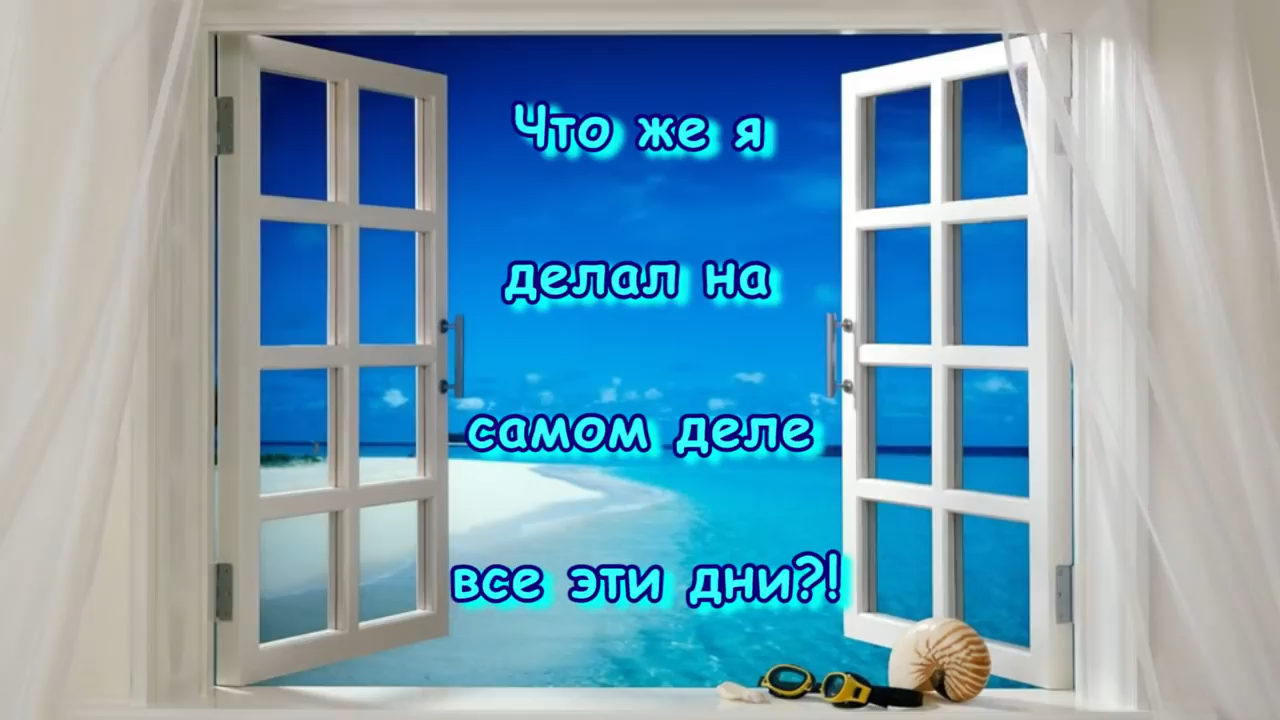 Что же я
делал на
самом деле
все эти дни?!